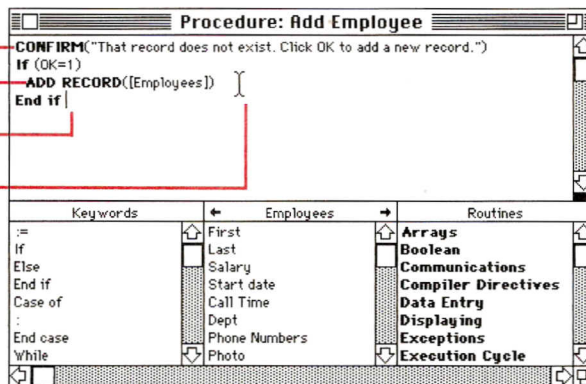 Procedure: Add Employee
CONFIRM("That record does not exist. Click OK to add a new record.")
If (OK=1)
ADD RECORD([Employees])
End if
Keywords
:=
If
Else
End if
Case of
:
End case
While
Employees
First
Last
Salary
Start date
Call Time
Dept
Phone Numbers
Photo
Routines
Arrays
Boolean
Communications
Compiler Directives
Data Entry
Displaying
Exceptions
Execution Cycle